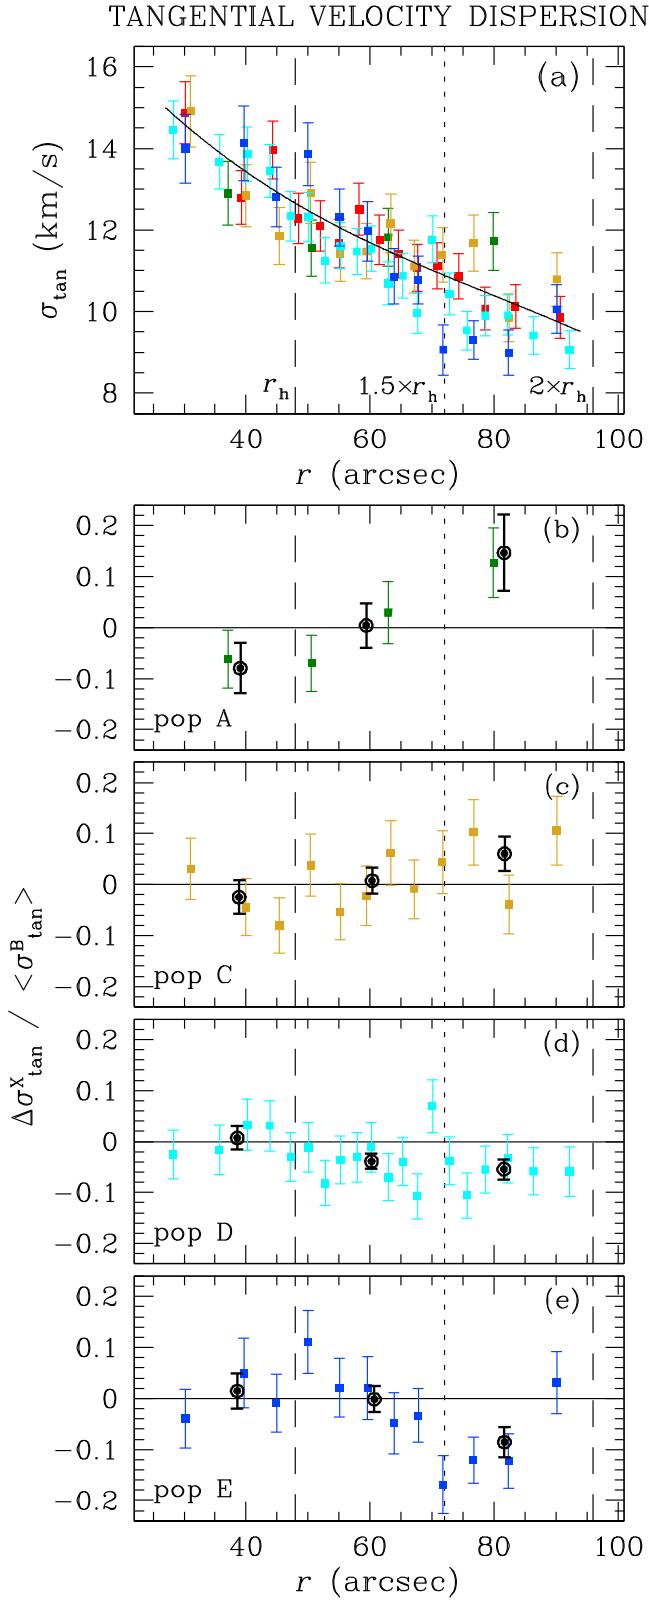 TANGENTIAL VELOCITY DISPERSION
(a)
16
14
12
10
8
σtan (km/s)
rh
1.5×rh
2×rh
40
60
80
100
r (arcsec)
(b)
0.2
0.1
0
−0.1
−0.2
pop A
(c)
0.2
0.1
0
−0.1
−0.2
pop C
ΔσXtan / <σBtan>
(d)
0.2
0.1
0
−0.1
−0.2
pop D
(e)
0.2
0.1
0
−0.1
−0.2
pop E
40
60
80
100
r (arcsec)